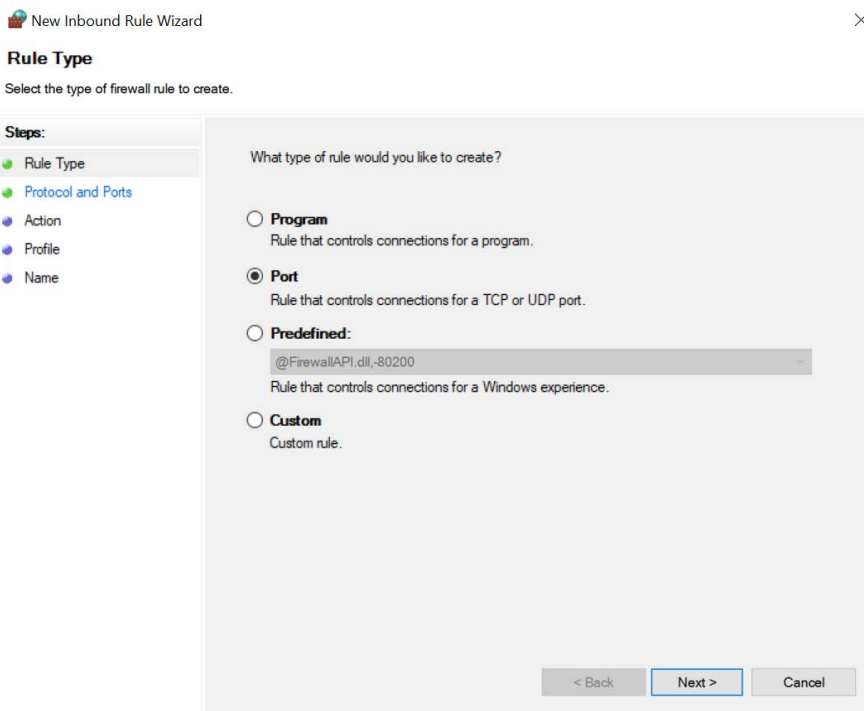 New Inbound Rule Wizard
Rule Type
Select the type of firewall rule to create.
Steps:
Rule Type
Protocol and Ports
Action
Profile
Name
What type of rule would you like to create?
Program
Rule that controls connections for a program.
Port
Rule that controls connections for a TCP or UDP port.
Predefined:
@FirewallAPI.dll,-80200
Rule that controls connections for a Windows experience.
Custom
Custom rule.
< Back
Next >
Cancel